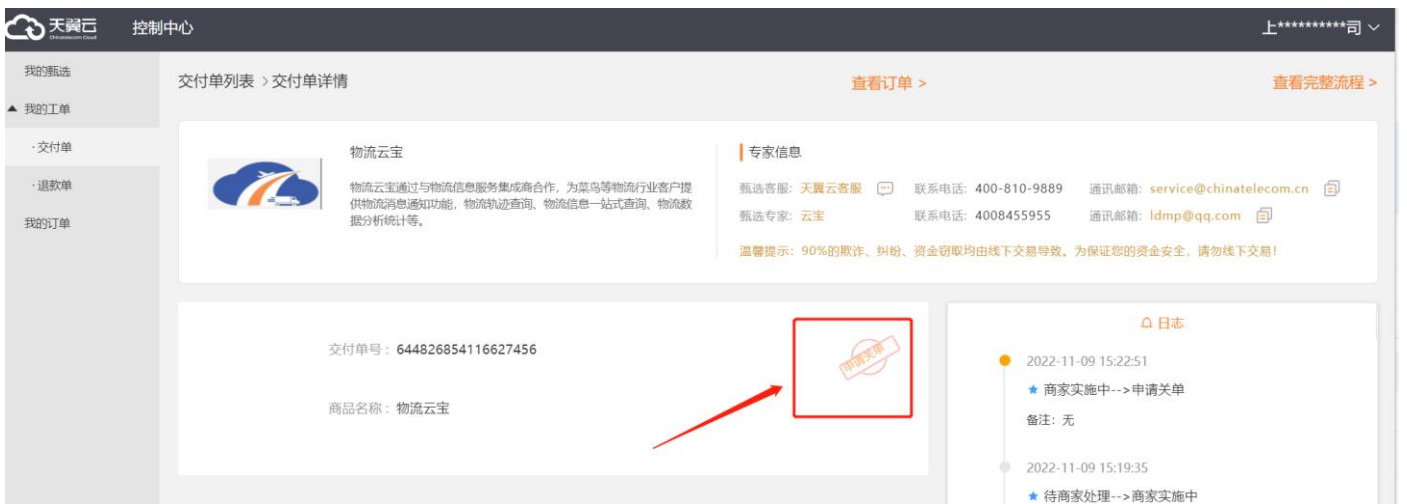 天翼云
控制中心
上**********司
我的甄选
我的工单
·交付单
·退款单
我的订单
交付单列表 >交付单详情
查看订单 >
查看完整流程 >
物流云宝
物流云宝通过与物流信息服务集成商合作，为菜鸟等物流行业客户提
供物流消息通知功能，物流轨迹查询、物流信息一站式查询、物流数
据分析统计等。
专家信息
甄选客服: 天翼云客服 联系电话: 400-810-9889 通讯邮箱: service@chinatelecom.cn
甄选专家: 云宝 联系电话: 4008455955 通讯邮箱: ldmp@qq.com
温馨提示: 90%的欺诈、纠纷、资金窃取均由线下交易导致。为保证您的资金安全，请勿线下交易!
交付单号: 644826854116627456
申请关单
商品名称: 物流云宝
日志
2022-11-09 15:22:51
★ 商家实施中-->申请关单
备注: 无
2022-11-09 15:19:35
★ 待商家处理-->商家实施中